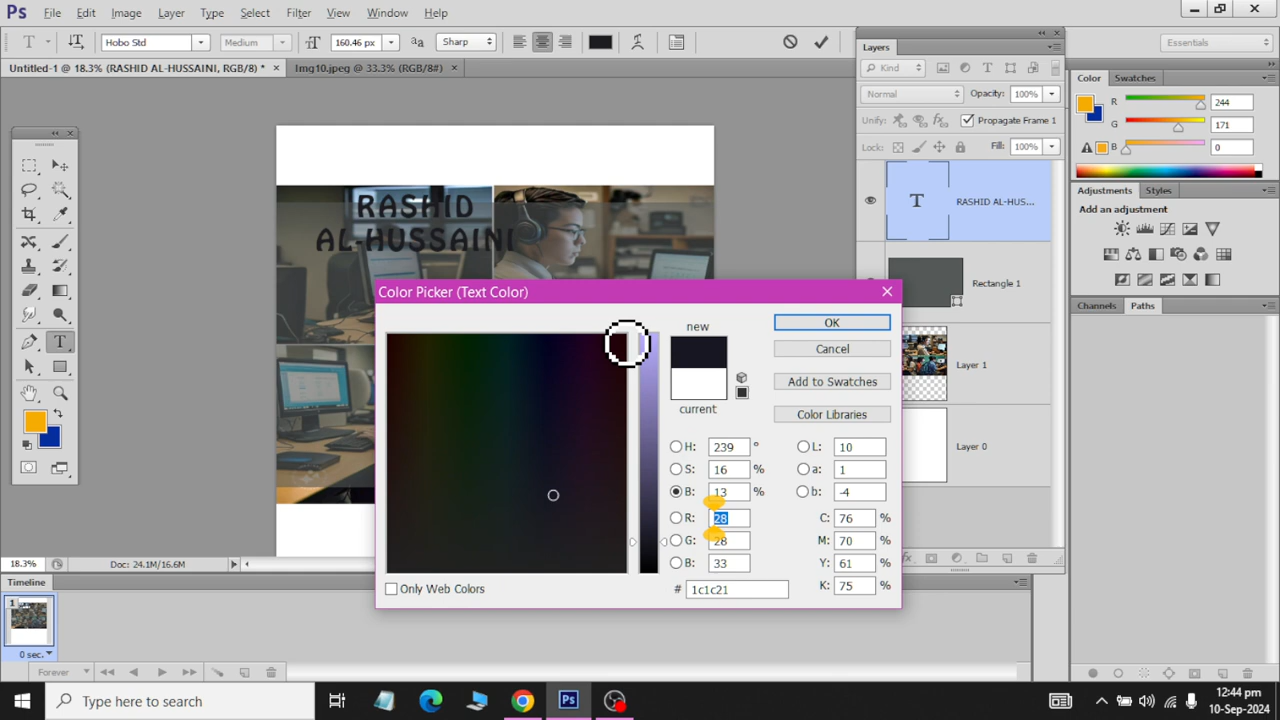 Ps File Edit Image Layer Type Select Filter View Window Help
T Hobo Std Medium 160.46 px aa Sharp Essentials
Untitled-1 @ 18.3% (RASHID AL-HUSSAINI, RGB/8) * × Img10.jpeg @ 33.3% (RGB/8#) ×
Layers
Kind
Normal Opacity: 100%
Unify: Propagate Frame 1
Lock: Fill: 100%
T RASHID AL-HUS...
Rectangle 1
Layer 1
Layer 0
Color Swatches
R 244
G 171
B 0
Adjustments Styles
Add an adjustment
Channels Paths
RASHID
AL-HUSSAINI
Color Picker (Text Color)
new
current
OK
Cancel
Add to Swatches
Color Libraries
H: 239 °
S: 16 %
B: 13 %
R: 28
G: 28
B: 33
L: 10
a: 1
b: -4
C: 76 %
M: 70 %
Y: 61 %
K: 75 %
# 1c1c21
Only Web Colors
18.3% Doc: 24.1M/16.6M
Timeline
1
0 sec.
Forever
Type here to search
Ps
12:44 pm
10-Sep-2024